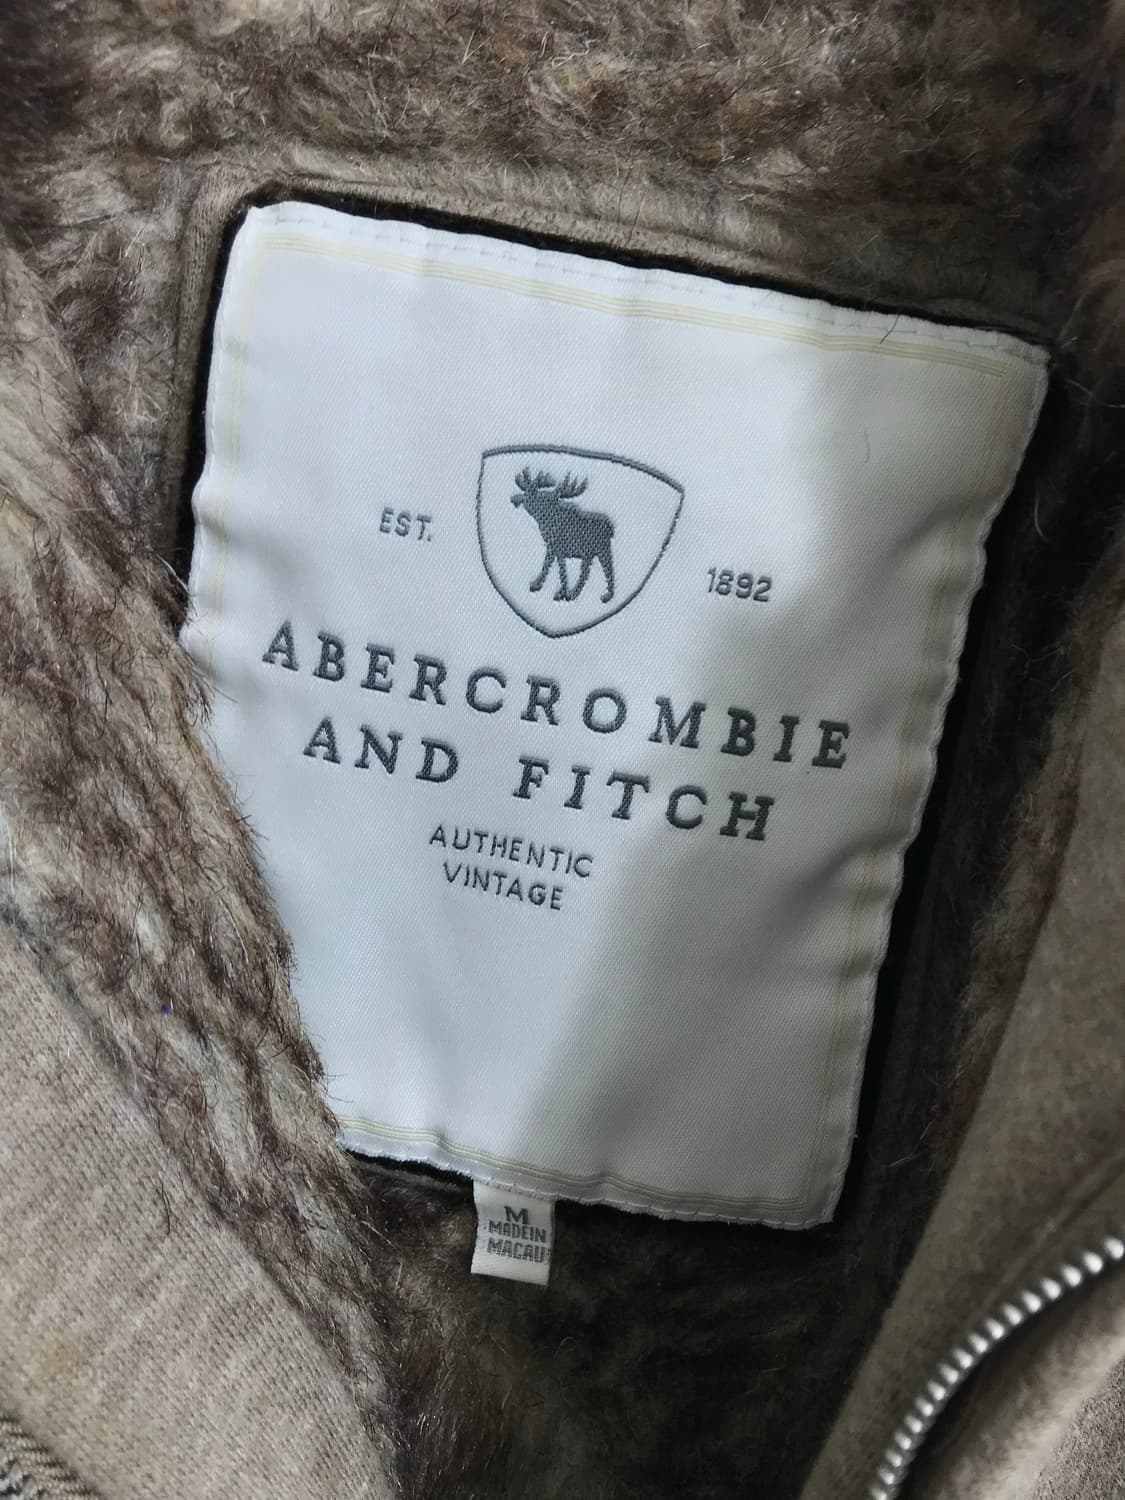 EST. 1892
ABERCROMBIE
AND FITCH
AUTHENTIC
VINTAGE
M
MADE IN
MACAU